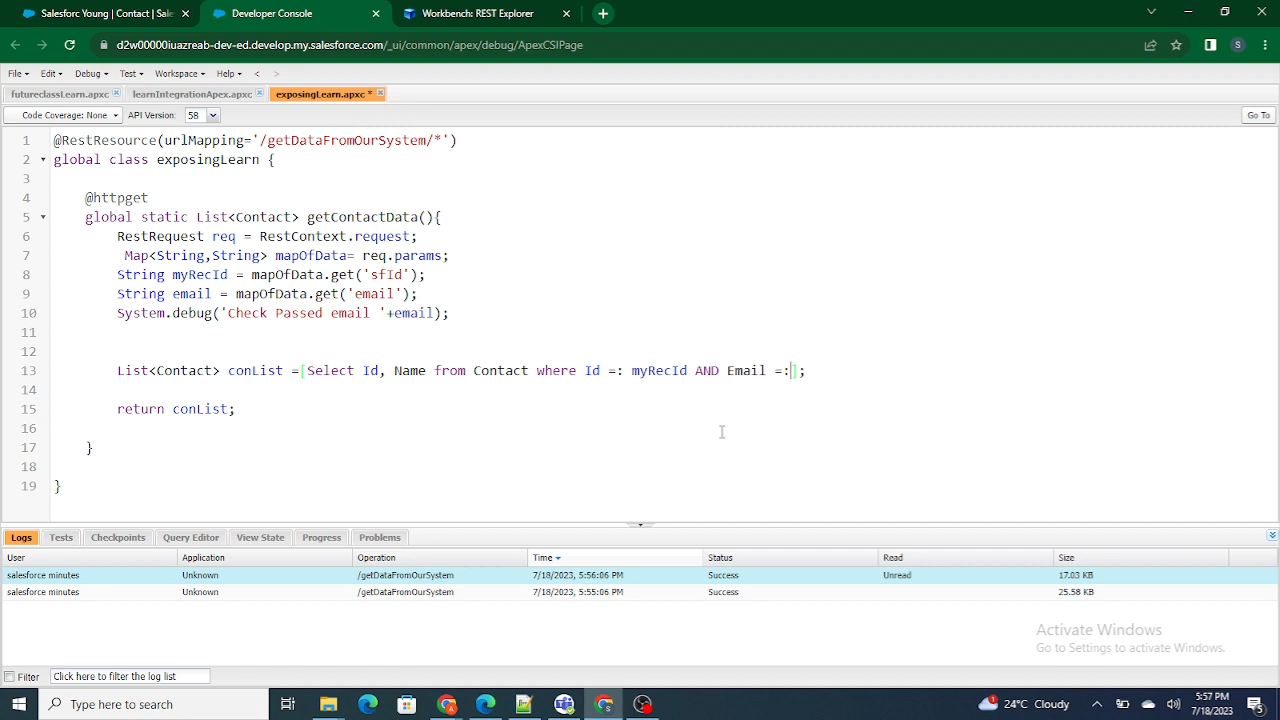 Salesforc Young | Contact | Sale
Developer Console
Workbench: REST Explorer
d2w00000iuazreab-dev-ed.develop.my.salesforce.com/_ui/common/apex/debug/ApexCSIPage
S
File Edit Debug Test Workspace Help < >
futureclassLearn.apxc learnIntegrationApex.apxc exposingLearn.apxc *
Code Coverage: None API Version: 58 Go To
1 @RestResource(urlMapping='/getDataFromOurSystem/*')
2 global class exposingLearn {
3
4 @httpget
5 global static List<Contact> getContactData(){
6 RestRequest req = RestContext.request;
7 Map<String,String> mapOfData= req.params;
8 String myRecId = mapOfData.get('sfId');
9 String email = mapOfData.get('email');
10 System.debug('Check Passed email '+email);
11
12
13 List<Contact> conList =[Select Id, Name from Contact where Id =: myRecId AND Email =:];
14
15 return conList;
16
17 }
18
19 }
Logs Tests Checkpoints Query Editor View State Progress Problems
User Application Operation Time Status Read Size
salesforce minutes Unknown /getDataFromOurSystem 7/18/2023, 5:56:06 PM Success Unread 17.03 KB
salesforce minutes Unknown /getDataFromOurSystem 7/18/2023, 5:55:06 PM Success 25.58 KB
Activate Windows
Go to Settings to activate Windows.
Filter Click here to filter the log list
Type here to search
24°C Cloudy
5:57 PM
7/18/2023